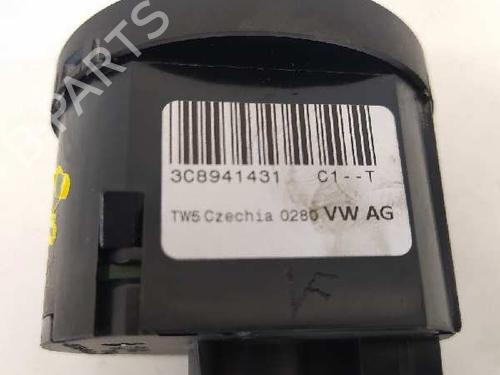 B-PARTS
3C8941431 C1--T
TW5 Czechia 0280 VW AG